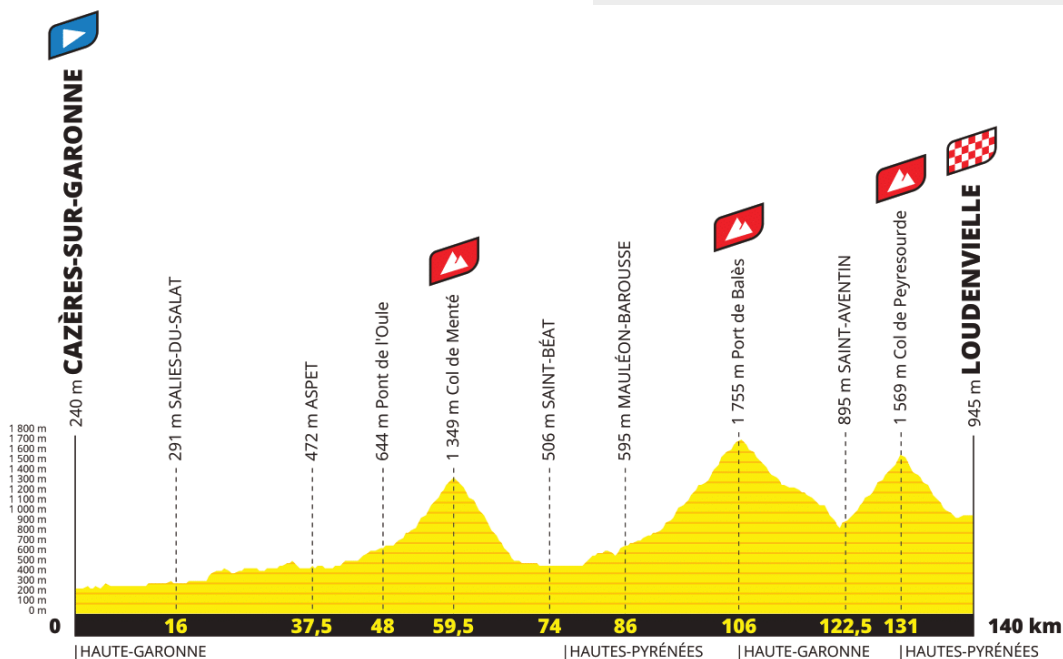 240 m CAZÈRES-SUR-GARONNE
291 m SALIES-DU-SALAT
472 m ASPET
644 m Pont de l'Oule
1 349 m Col de Menté
506 m SAINT-BÉAT
595 m MAULÉON-BAROUSSE
1 755 m Port de Balès
895 m SAINT-AVENTIN
1 569 m Col de Peyresourde
945 m LOUDENVIELLE
1 800 m
1 700 m
1 600 m
1 500 m
1 400 m
1 300 m
1 200 m
1 100 m
1 000 m
900 m
800 m
700 m
600 m
500 m
400 m
300 m
200 m
100 m
0 m
0 16 37,5 48 59,5 74 86 106 122,5 131 140 km
|HAUTE-GARONNE |HAUTES-PYRÉNÉES |HAUTE-GARONNE |HAUTES-PYRÉNÉES